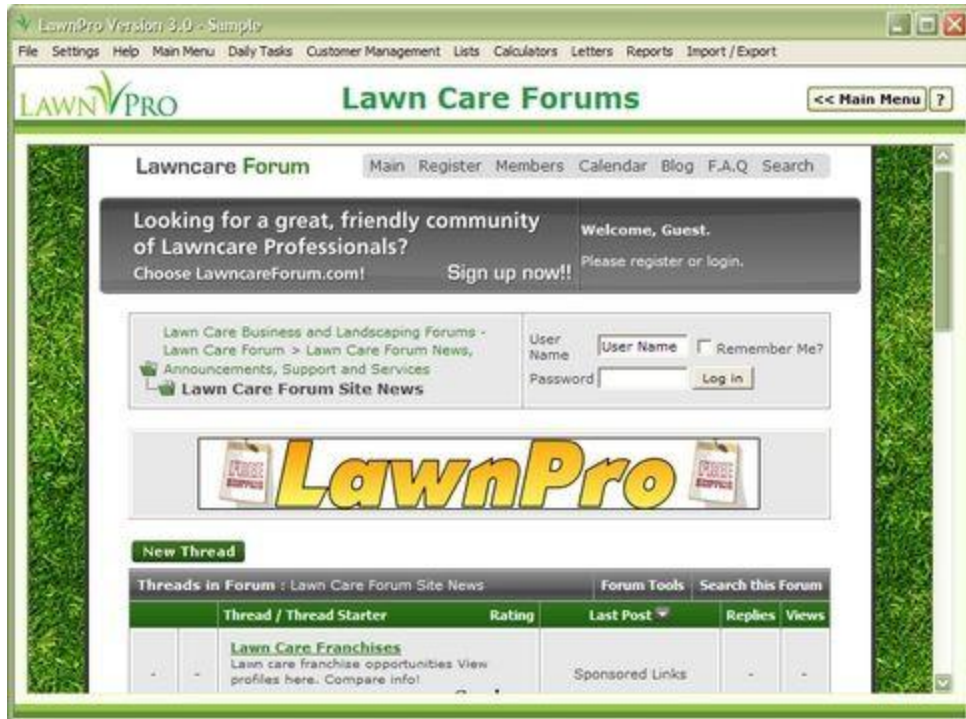 LawnPro Version 3.0 - Sample
File Settings Help Main Menu Daily Tasks Customer Management Lists Calculators Letters Reports Import / Export
LAWN PRO
Lawn Care Forums
<< Main Menu ?
Lawncare Forum
Main Register Members Calendar Blog F.A.Q Search
Looking for a great, friendly community
of Lawncare Professionals?
Choose LawncareForum.com! Sign up now!!
Welcome, Guest.
Please register or login.
Lawn Care Business and Landscaping Forums -
Lawn Care Forum > Lawn Care Forum News,
Announcements, Support and Services
Lawn Care Forum Site News
User Name User Name Remember Me?
Password Log in
FREE SHIPPING LawnPro FREE SHIPPING
New Thread
Threads in Forum : Lawn Care Forum Site News Forum Tools Search this Forum
Thread / Thread Starter Rating Last Post Replies Views
Lawn Care Franchises
Lawn care franchise opportunities View
profiles here. Compare info!
Sponsored Links
- - - -